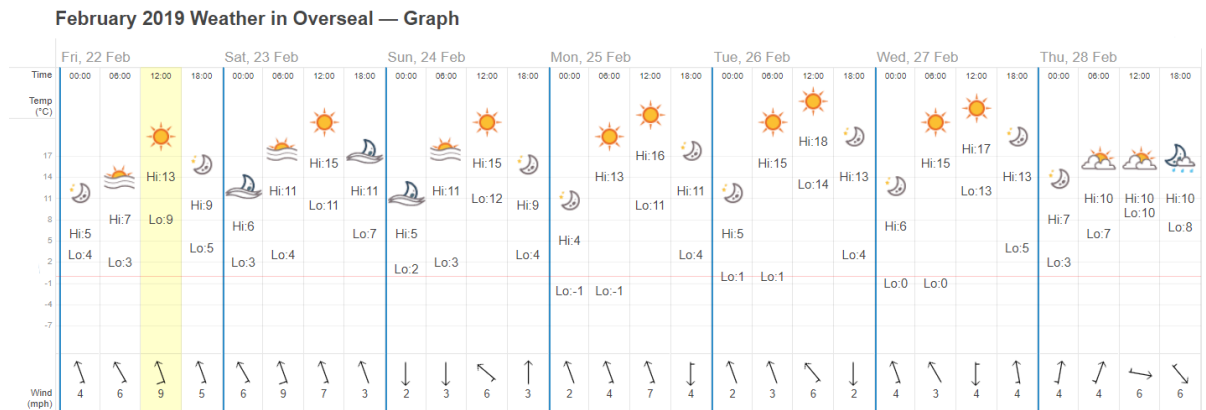 February 2019 Weather in Overseal — Graph
Fri, 22 Feb Sat, 23 Feb Sun, 24 Feb Mon, 25 Feb Tue, 26 Feb Wed, 27 Feb Thu, 28 Feb
Time 00:00 06:00 12:00 18:00 00:00 06:00 12:00 18:00 00:00 06:00 12:00 18:00 00:00 06:00 12:00 18:00 00:00 06:00 12:00 18:00 00:00 06:00 12:00 18:00 00:00 06:00 12:00 18:00
Temp
(°C)
17
14
11
8
5
2
-1
-4
-7
Hi:5 Hi:7 Hi:13 Hi:9 Hi:6 Hi:11 Hi:15 Hi:11 Hi:5 Hi:11 Hi:15 Hi:9 Hi:4 Hi:13 Hi:16 Hi:11 Hi:5 Hi:15 Hi:18 Hi:13 Hi:6 Hi:15 Hi:17 Hi:13 Hi:7 Hi:10 Hi:10 Hi:10
Lo:4 Lo:3 Lo:9 Lo:5 Lo:2 Lo:4 Lo:11 Lo:7 Lo:2 Lo:3 Lo:12 Lo:4 Lo:-1 Lo:-1 Lo:11 Lo:4 Lo:1 Lo:1 Lo:14 Lo:4 Lo:0 Lo:0 Lo:13 Lo:5 Lo:3 Lo:7 Lo:10 Lo:8
Wind
(mph)
4 6 9 5 6 9 7 3 2 3 6 3 2 4 7 4 2 3 6 2 4 3 4 4 4 4 6 6